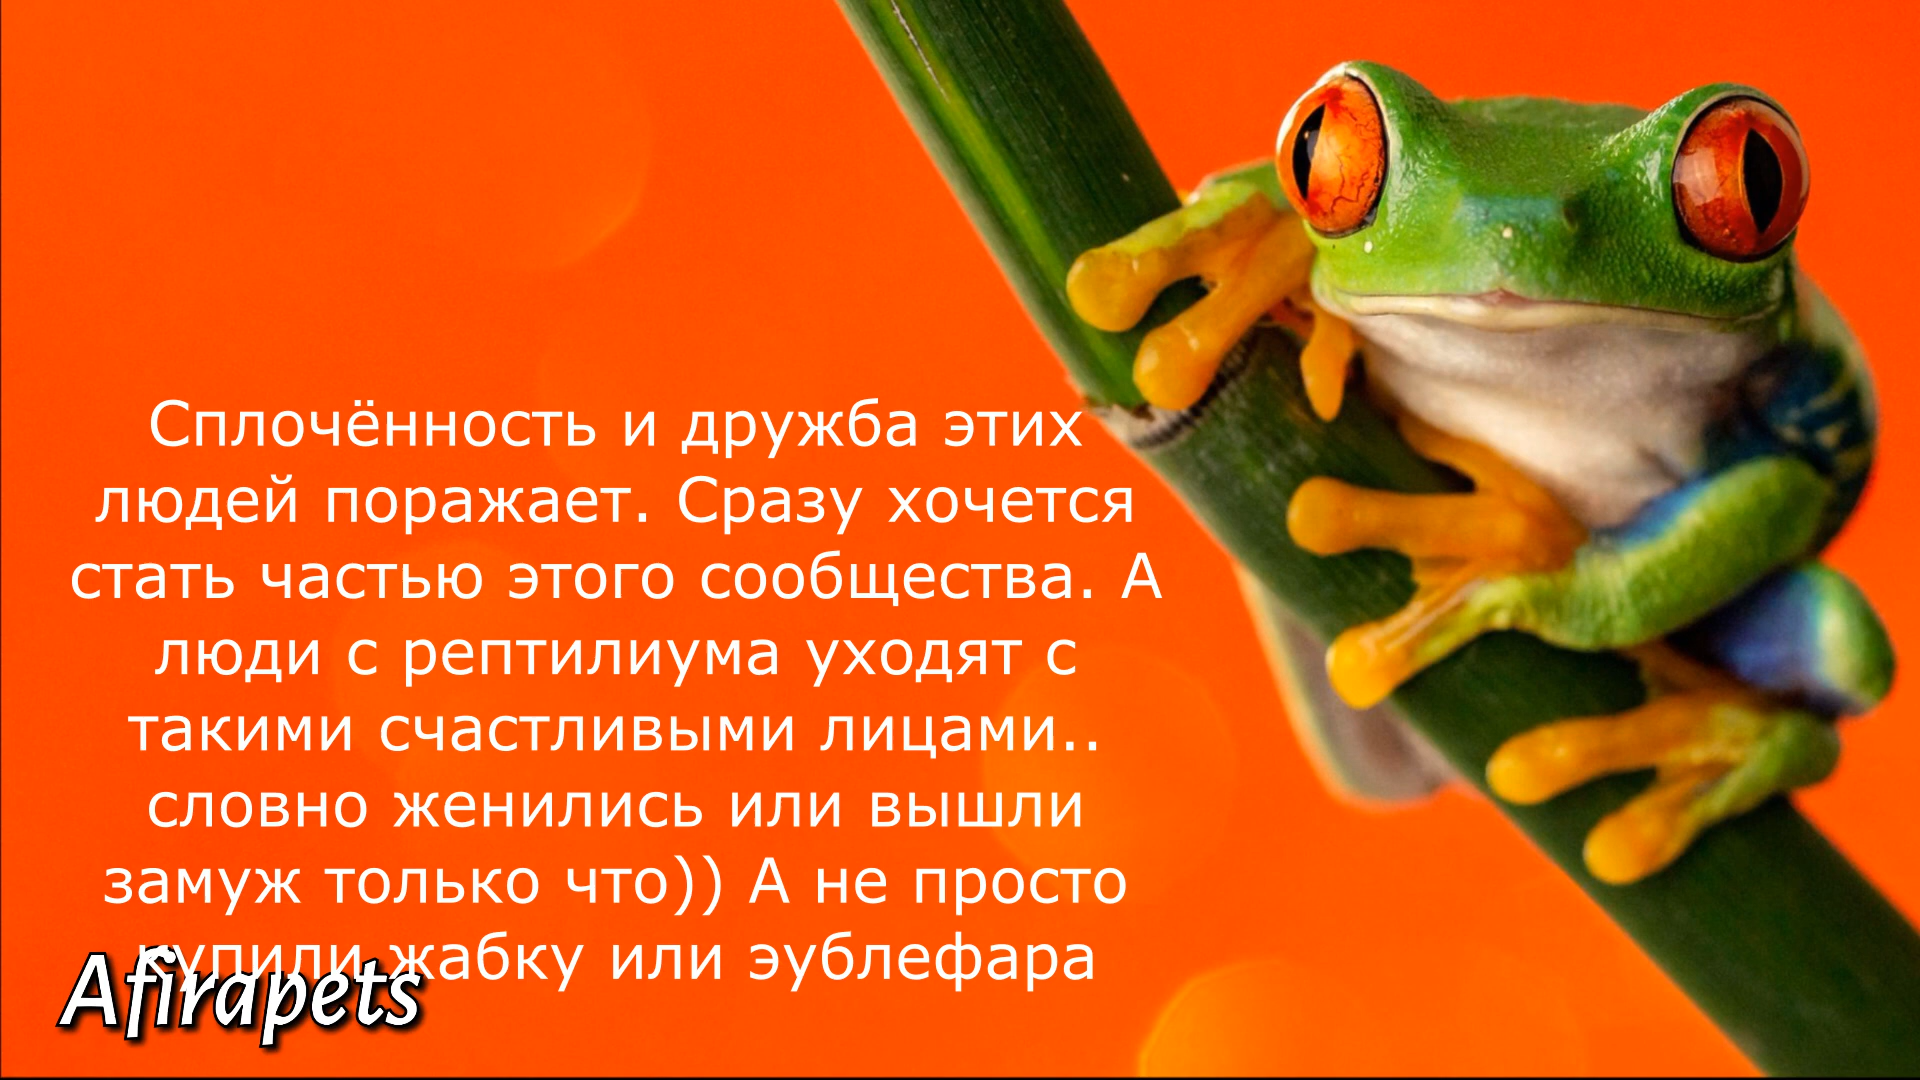 Сплочённость и дружба этих
людей поражает. Сразу хочется
стать частью этого сообщества. А
люди с рептилиума уходят с
такими счастливыми лицами..
словно женились или вышли
замуж только что)) А не просто
купили жабку или эублефара
Afirapets